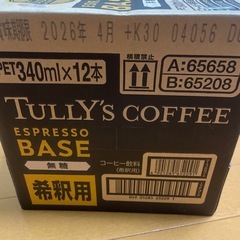 賞味期限 2026年 4月 +K30 04056
PET340ml×12本
横積禁止
A:65658
B:65208
TULLY'S COFFEE
ESPRESSO
BASE
無糖
コーヒー飲料
(希釈用)
希釈用